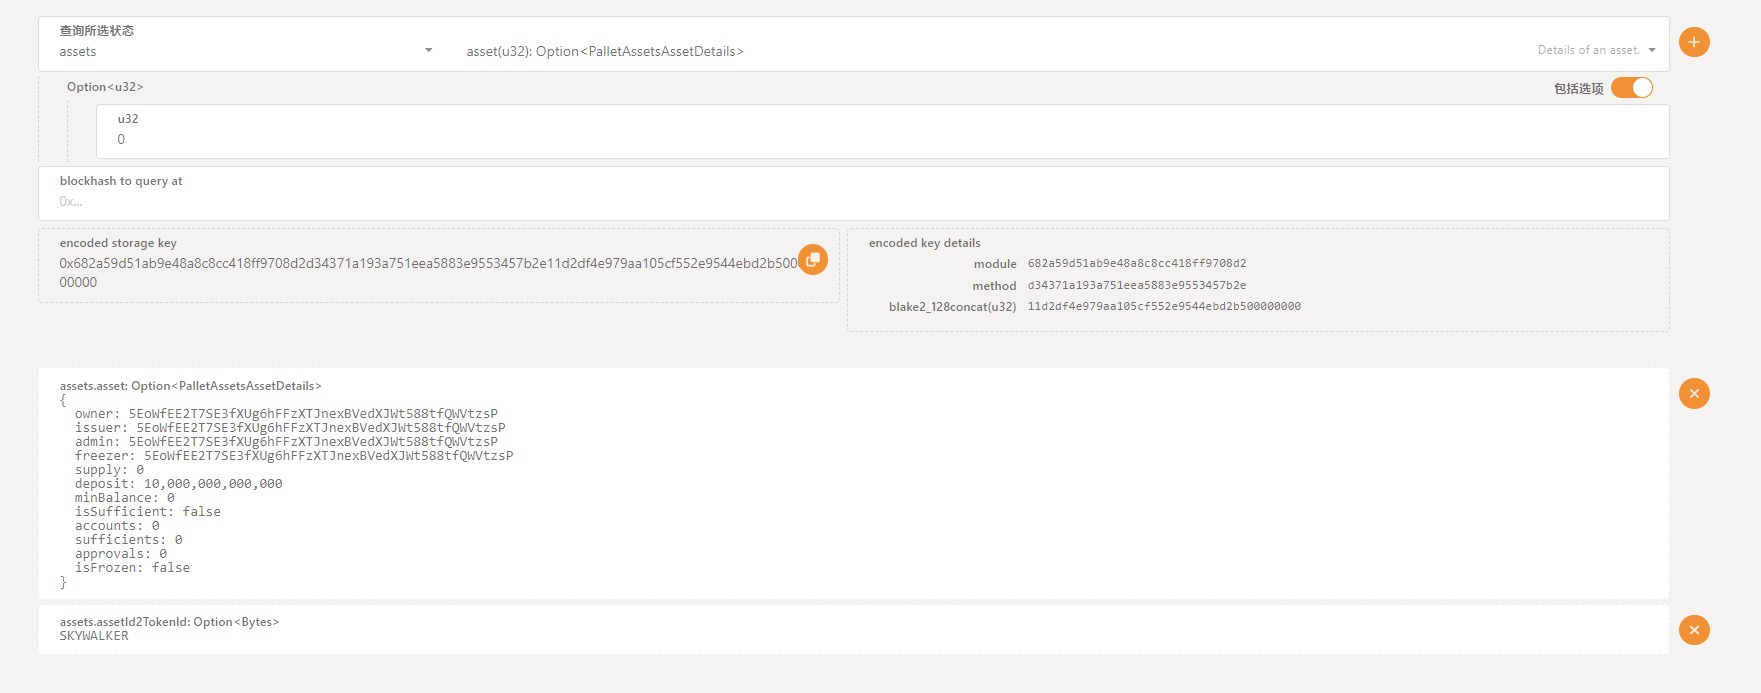 查询所选状态
assets
asset(u32): Option<PalletAssetsAssetDetails>
Details of an asset.
Option<u32>
包括选项
u32
0
blockhash to query at
0x...
encoded storage key
0x682a59d51ab9e48a8c8cc418ff9708d2d34371a193a751eea5883e9553457b2e11d2df4e979aa105cf552e9544ebd2b500
00000
encoded key details
module 682a59d51ab9e48a8c8cc418ff9708d2
method d34371a193a751eea5883e9553457b2e
blake2_128concat(u32) 11d2df4e979aa105cf552e9544ebd2b500000000
assets.asset: Option<PalletAssetsAssetDetails>
{
owner: 5EoWfEE2T7SE3fXUg6hFFzXTJnexBVedXJWt588tfQWVtzsP
issuer: 5EoWfEE2T7SE3fXUg6hFFzXTJnexBVedXJWt588tfQWVtzsP
admin: 5EoWfEE2T7SE3fXUg6hFFzXTJnexBVedXJWt588tfQWVtzsP
freezer: 5EoWfEE2T7SE3fXUg6hFFzXTJnexBVedXJWt588tfQWVtzsP
supply: 0
deposit: 10,000,000,000,000
minBalance: 0
isSufficient: false
accounts: 0
sufficients: 0
approvals: 0
isFrozen: false
}
assets.assetId2TokenId: Option<Bytes>
SKYWALKER